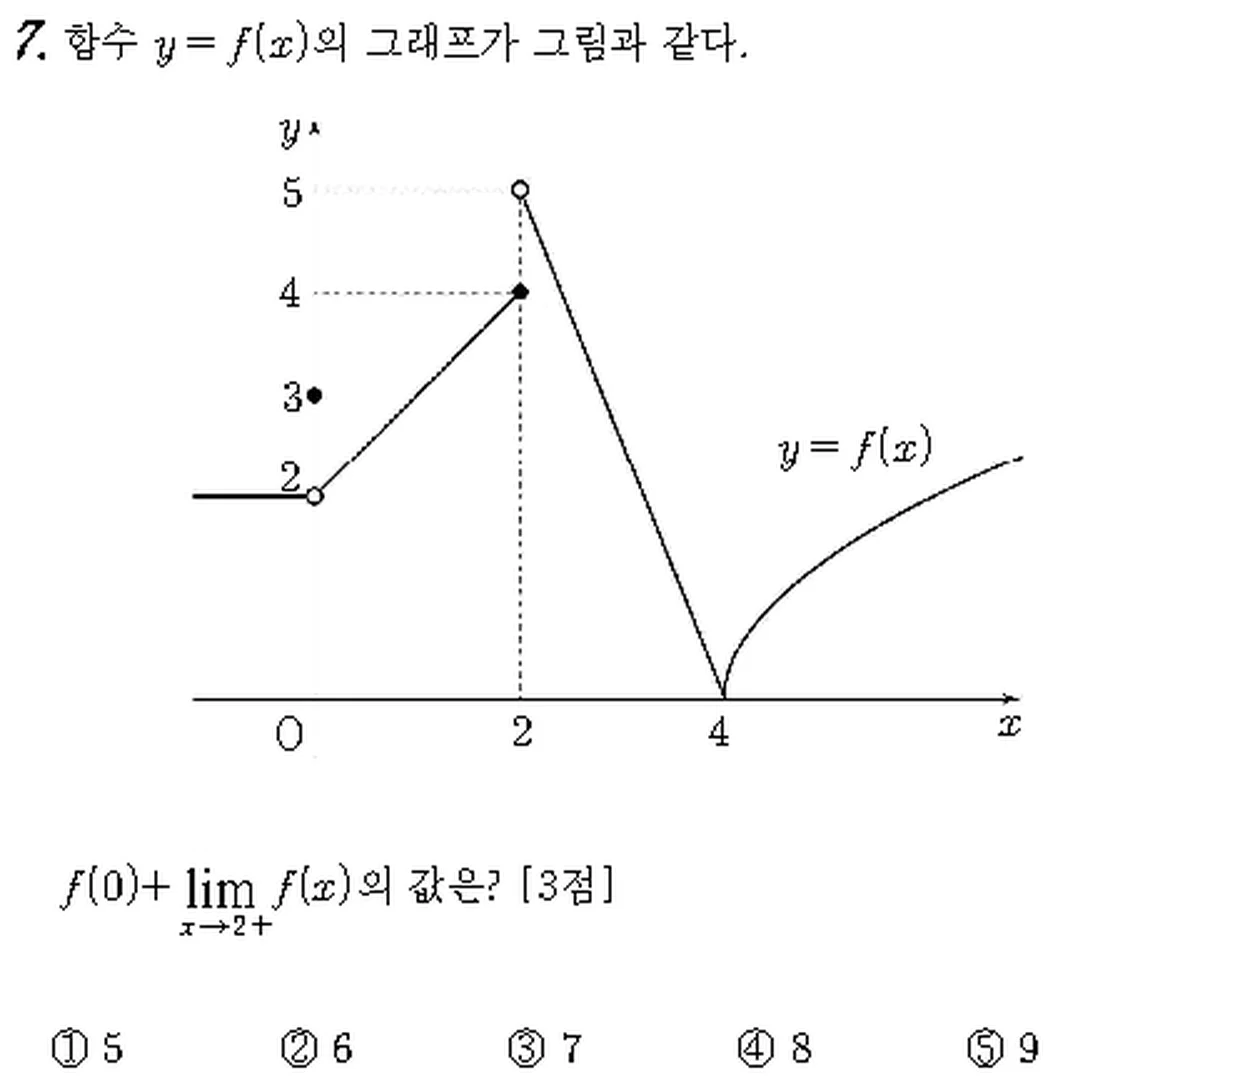 7. 함수 y = f(x)의 그래프가 그림과 같다.
y
5
4
3
2
y = f(x)
O 2 4 x
f(0)+ lim f(x)의 값은? [3점]
x→2+
① 5 ② 6 ③ 7 ④ 8 ⑤ 9